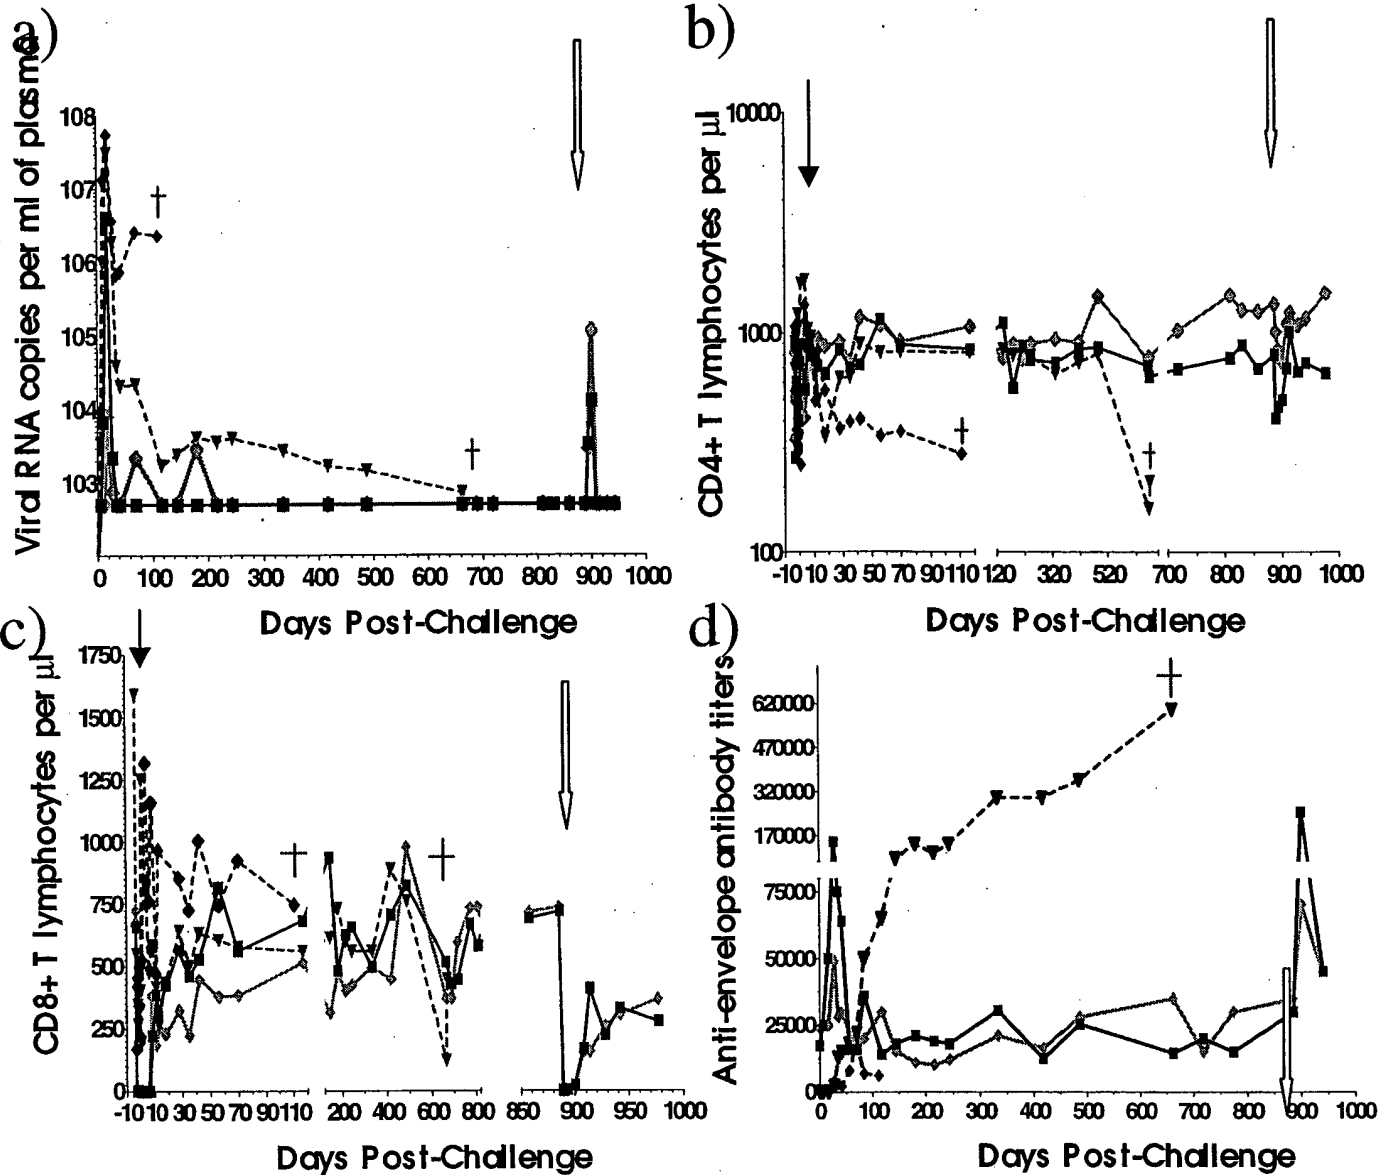 a)
Viral RNA copies per ml of plasma
108
107
106
105
104
103
†
†
0 100 200 300 400 500 600 700 800 900 1000
Days Post-Challenge
b)
CD4+ T lymphocytes per μl
10000
1000
100
†
†
-10 10 30 50 70 90 110 120 320 520 700 800 900 1000
Days Post-Challenge
c)
CD8+ T lymphocytes per μl
1750
1500
1250
1000
750
500
250
0
†
†
-10 10 30 50 70 90 110 200 400 600 800 850 900 950 1000
Days Post-Challenge
d)
Anti-envelope antibody titers
620000
470000
320000
170000
75000
50000
25000
0
†
0 100 200 300 400 500 600 700 800 900 1000
Days Post-Challenge